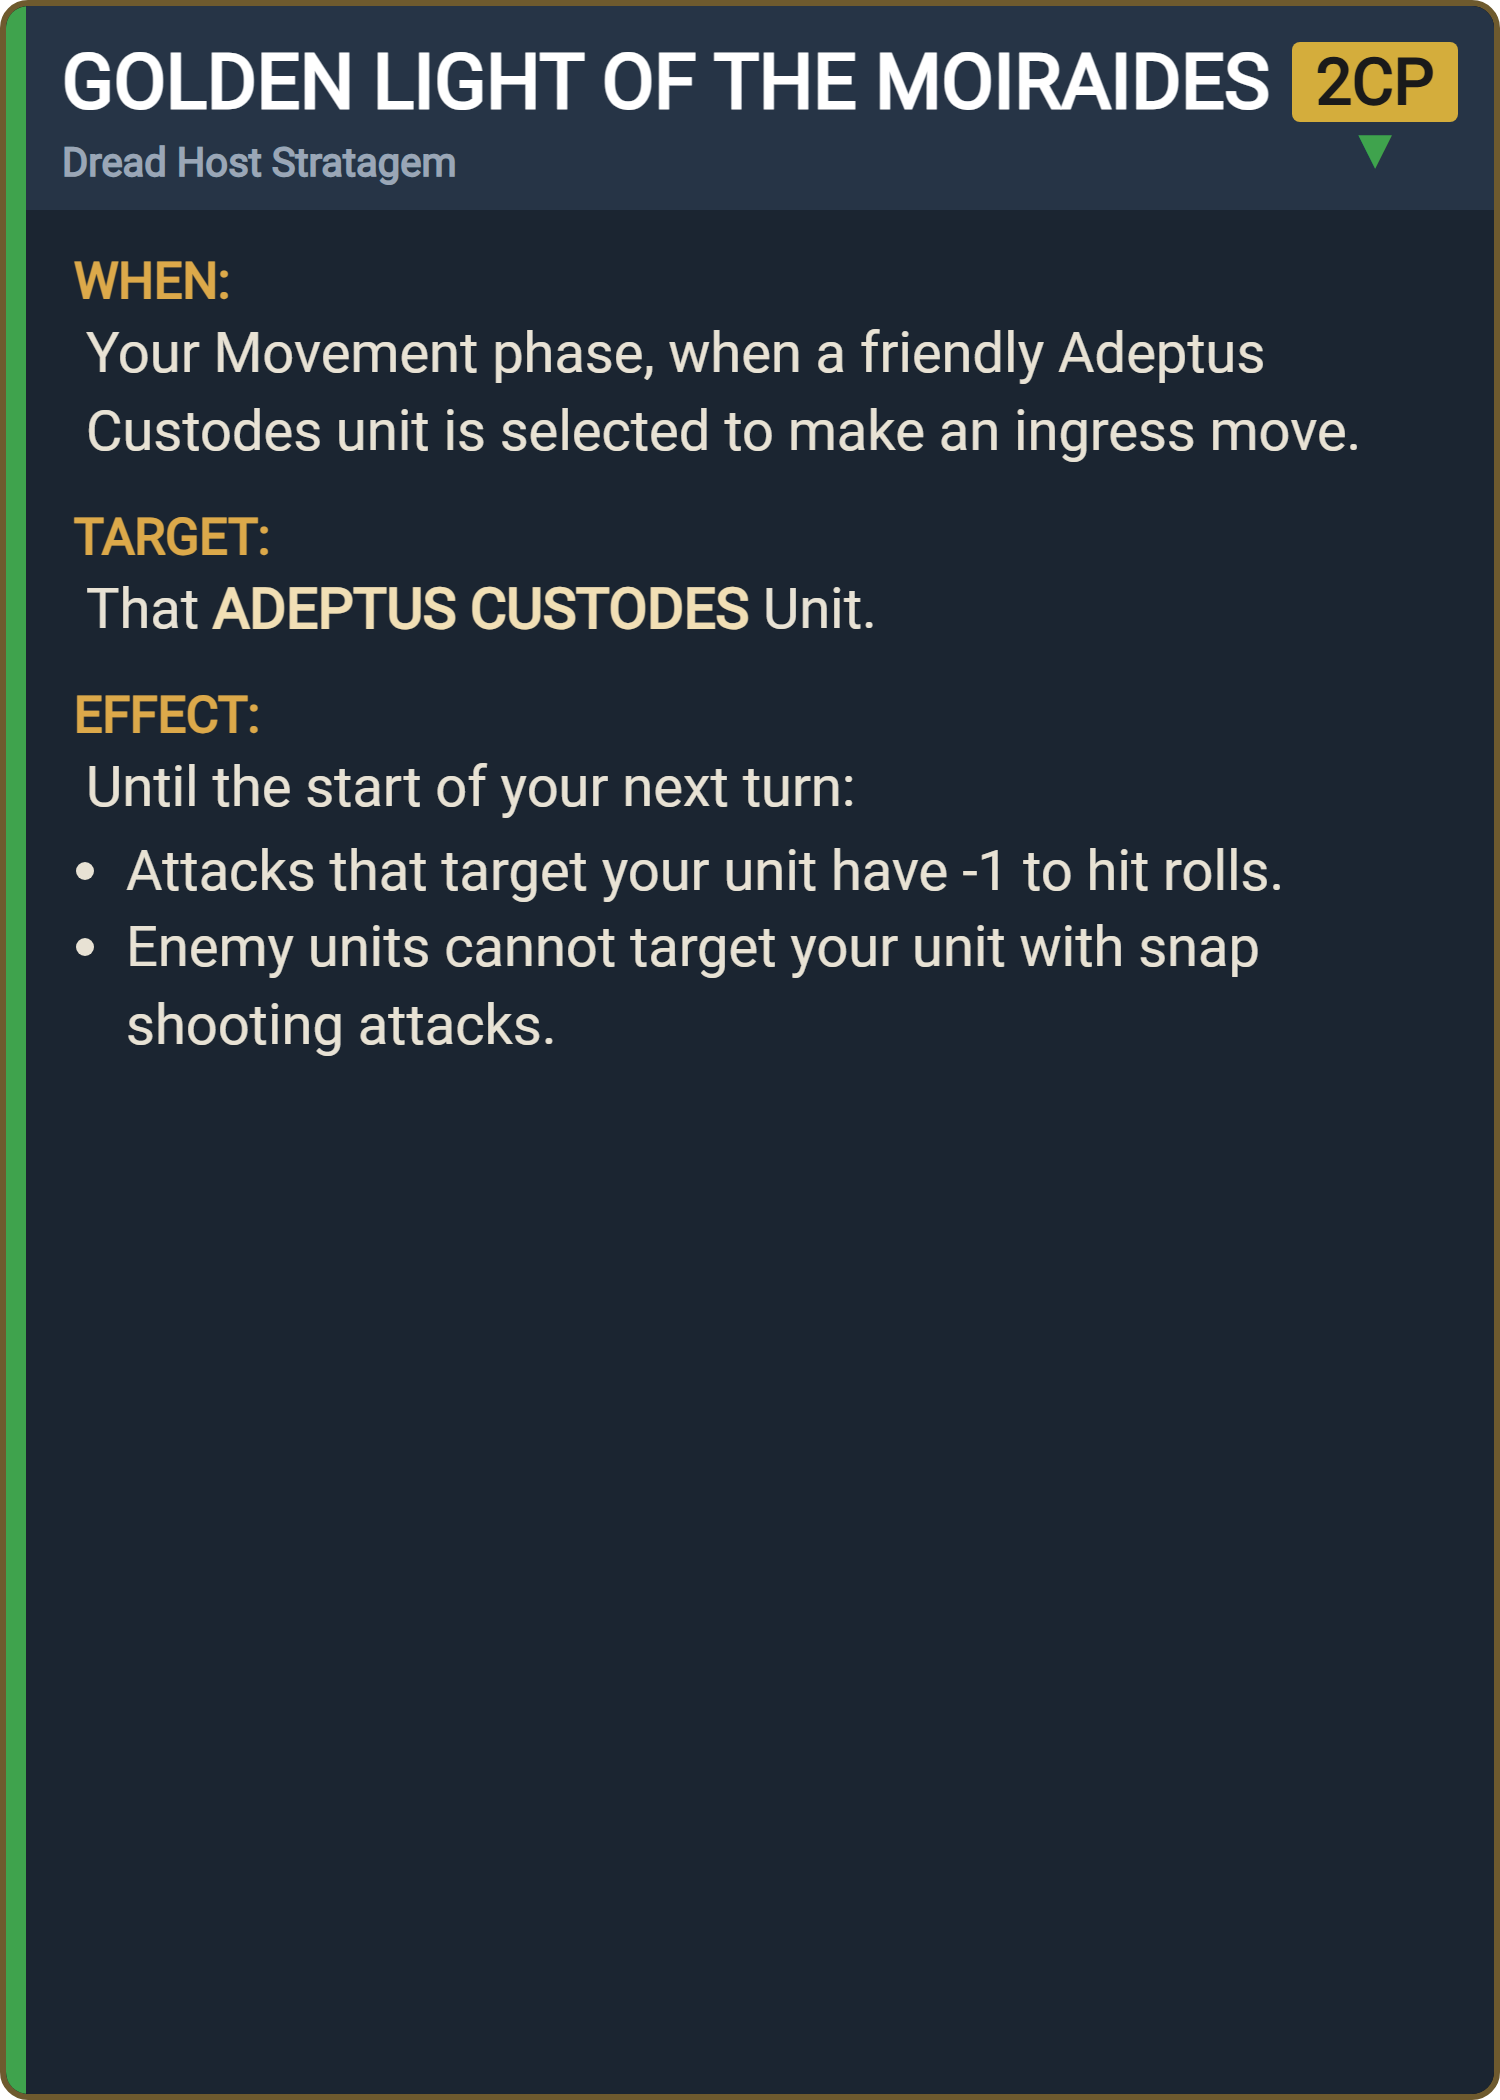 GOLDEN LIGHT OF THE MOIRAIDES 2CP
Dread Host Stratagem
WHEN:
Your Movement phase, when a friendly Adeptus
Custodes unit is selected to make an ingress move.
TARGET:
That ADEPTUS CUSTODES Unit.
EFFECT:
Until the start of your next turn:
• Attacks that target your unit have -1 to hit rolls.
• Enemy units cannot target your unit with snap
shooting attacks.